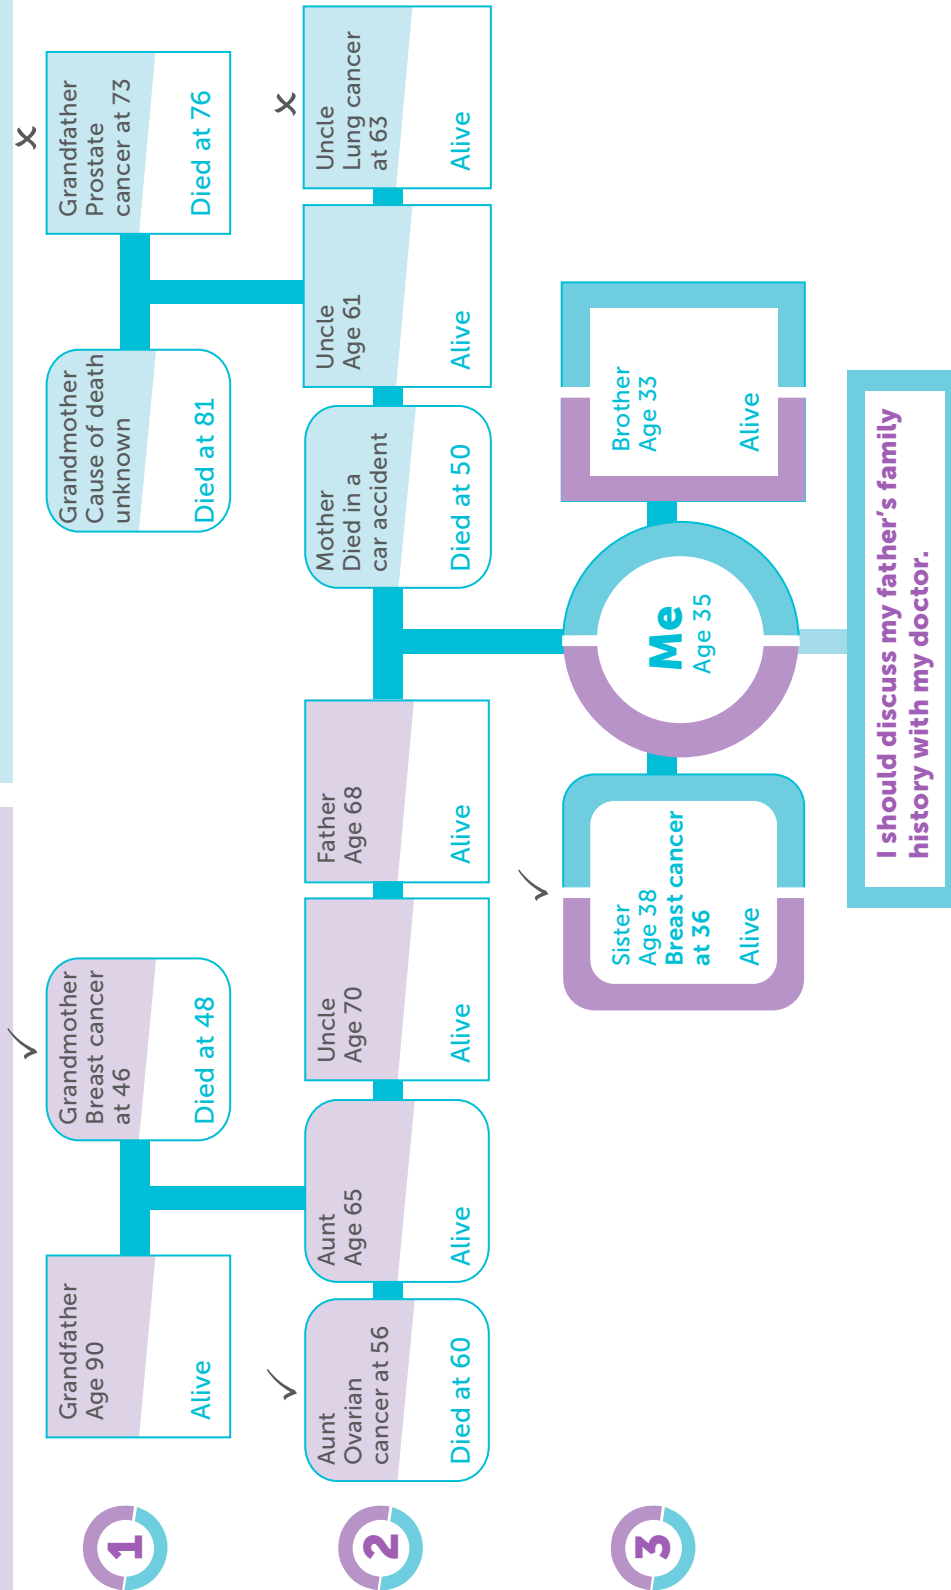 1
Grandfather
Age 90
Alive
Grandmother
Breast cancer
at 46
Died at 48
Grandmother
Cause of death
unknown
Died at 81
Grandfather
Prostate
cancer at 73
Died at 76
2
Aunt
Ovarian
cancer at 56
Died at 60
Aunt
Age 65
Alive
Uncle
Age 70
Alive
Father
Age 68
Alive
Mother
Died in a
car accident
Died at 50
Uncle
Age 61
Alive
Uncle
Lung cancer
at 63
Alive
3
Sister
Age 38
Breast cancer
at 36
Alive
Me
Age 35
Brother
Age 33
Alive
I should discuss my father's family
history with my doctor.